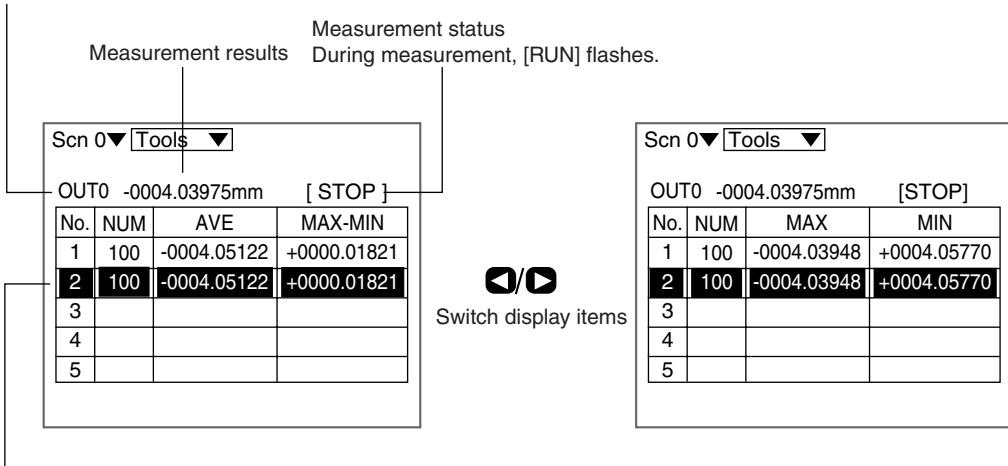 Measurement results
Measurement status
During measurement, [RUN] flashes.
Scn 0▼ Tools ▼
OUT0 -0004.03975mm [ STOP ]
No. NUM AVE MAX-MIN
1 100 -0004.05122 +0000.01821
2 100 -0004.05122 +0000.01821
3
4
5
◀/▶
Switch display items
Scn 0▼ Tools ▼
OUT0 -0004.03975mm [STOP]
No. NUM MAX MIN
1 100 -0004.03948 +0004.05770
2 100 -0004.03948 +0004.05770
3
4
5